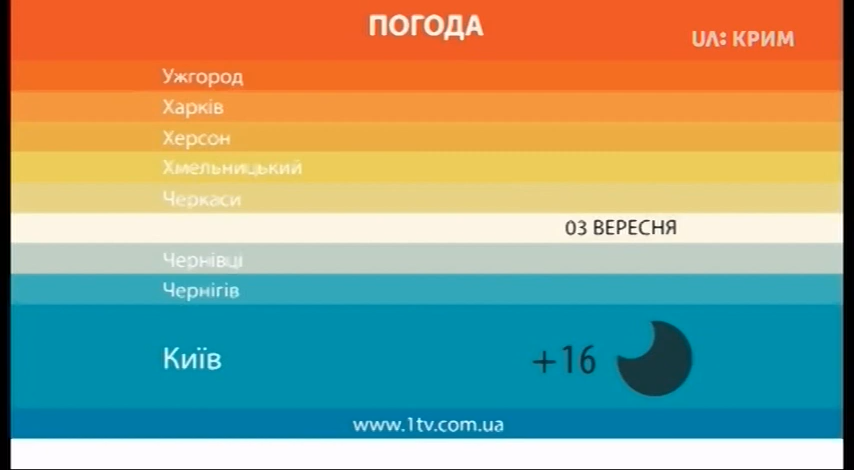 ПОГОДА
UA: КРИМ
Ужгород
Харків
Херсон
Хмельницький
Черкаси
03 ВЕРЕСНЯ
Чернівці
Чернігів
Київ +16
www.1tv.com.ua